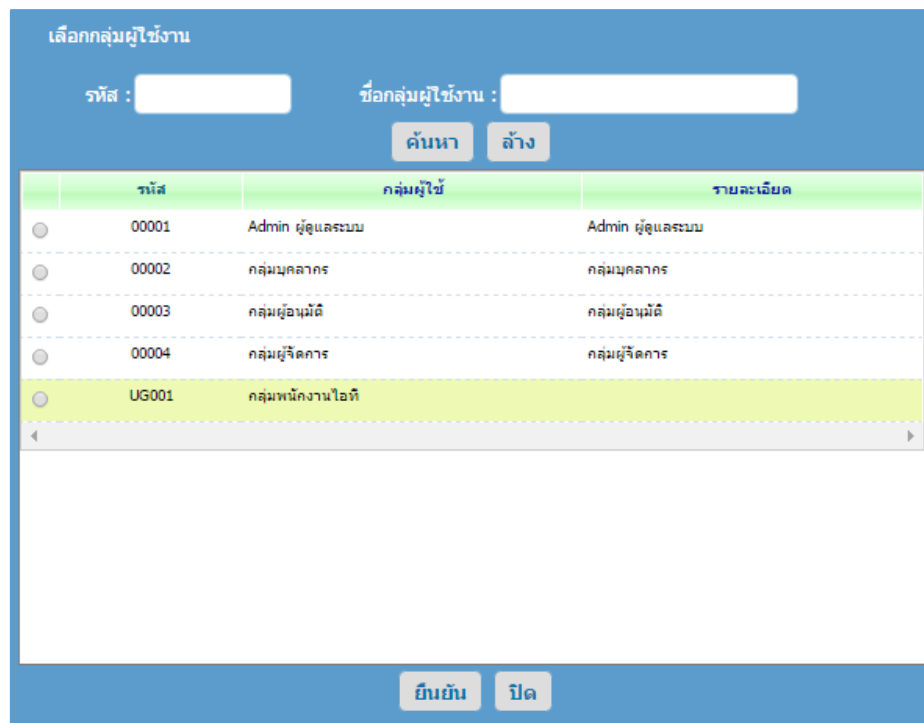 เลือกกลุ่มผู้ใช้งาน
รหัส : ชื่อกลุ่มผู้ใช้งาน :
ค้นหา ล้าง
รหัส กลุ่มผู้ใช้ รายละเอียด
00001 Admin ผู้ดูแลระบบ Admin ผู้ดูแลระบบ
00002 กลุ่มบุคลากร กลุ่มบุคลากร
00003 กลุ่มผู้อนุมัติ กลุ่มผู้อนุมัติ
00004 กลุ่มผู้จัดการ กลุ่มผู้จัดการ
UG001 กลุ่มพนักงานไอที
ยืนยัน ปิด